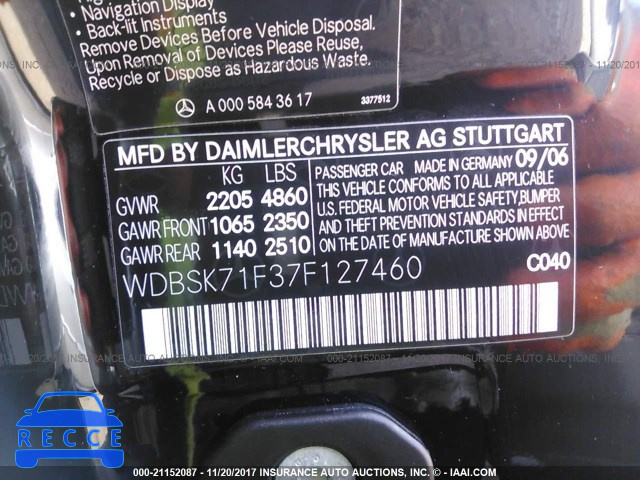 • Navigation Display
• Back-lit Instruments
Remove Devices Before Vehicle Disposal.
Upon Removal of Devices Please Reuse,
Recycle or Dispose as Hazardous Waste.
A 000 584 36 17
3377512
MFD BY DAIMLERCHRYSLER AG STUTTGART
KG LBS
GVWR 2205 4860
GAWR FRONT 1065 2350
GAWR REAR 1140 2510
PASSENGER CAR MADE IN GERMANY 09/06
THIS VEHICLE CONFORMS TO ALL APPLICABLE
U.S. FEDERAL MOTOR VEHICLE SAFETY,BUMPER
AND THEFT PREVENTION STANDARDS IN EFFECT
ON THE DATE OF MANUFACTURE SHOWN ABOVE
WDBSK71F37F127460
C040
RECCE
000-21152087 - 11/20/2017 INSURANCE AUTO AUCTIONS, INC. © - IAAI.COM